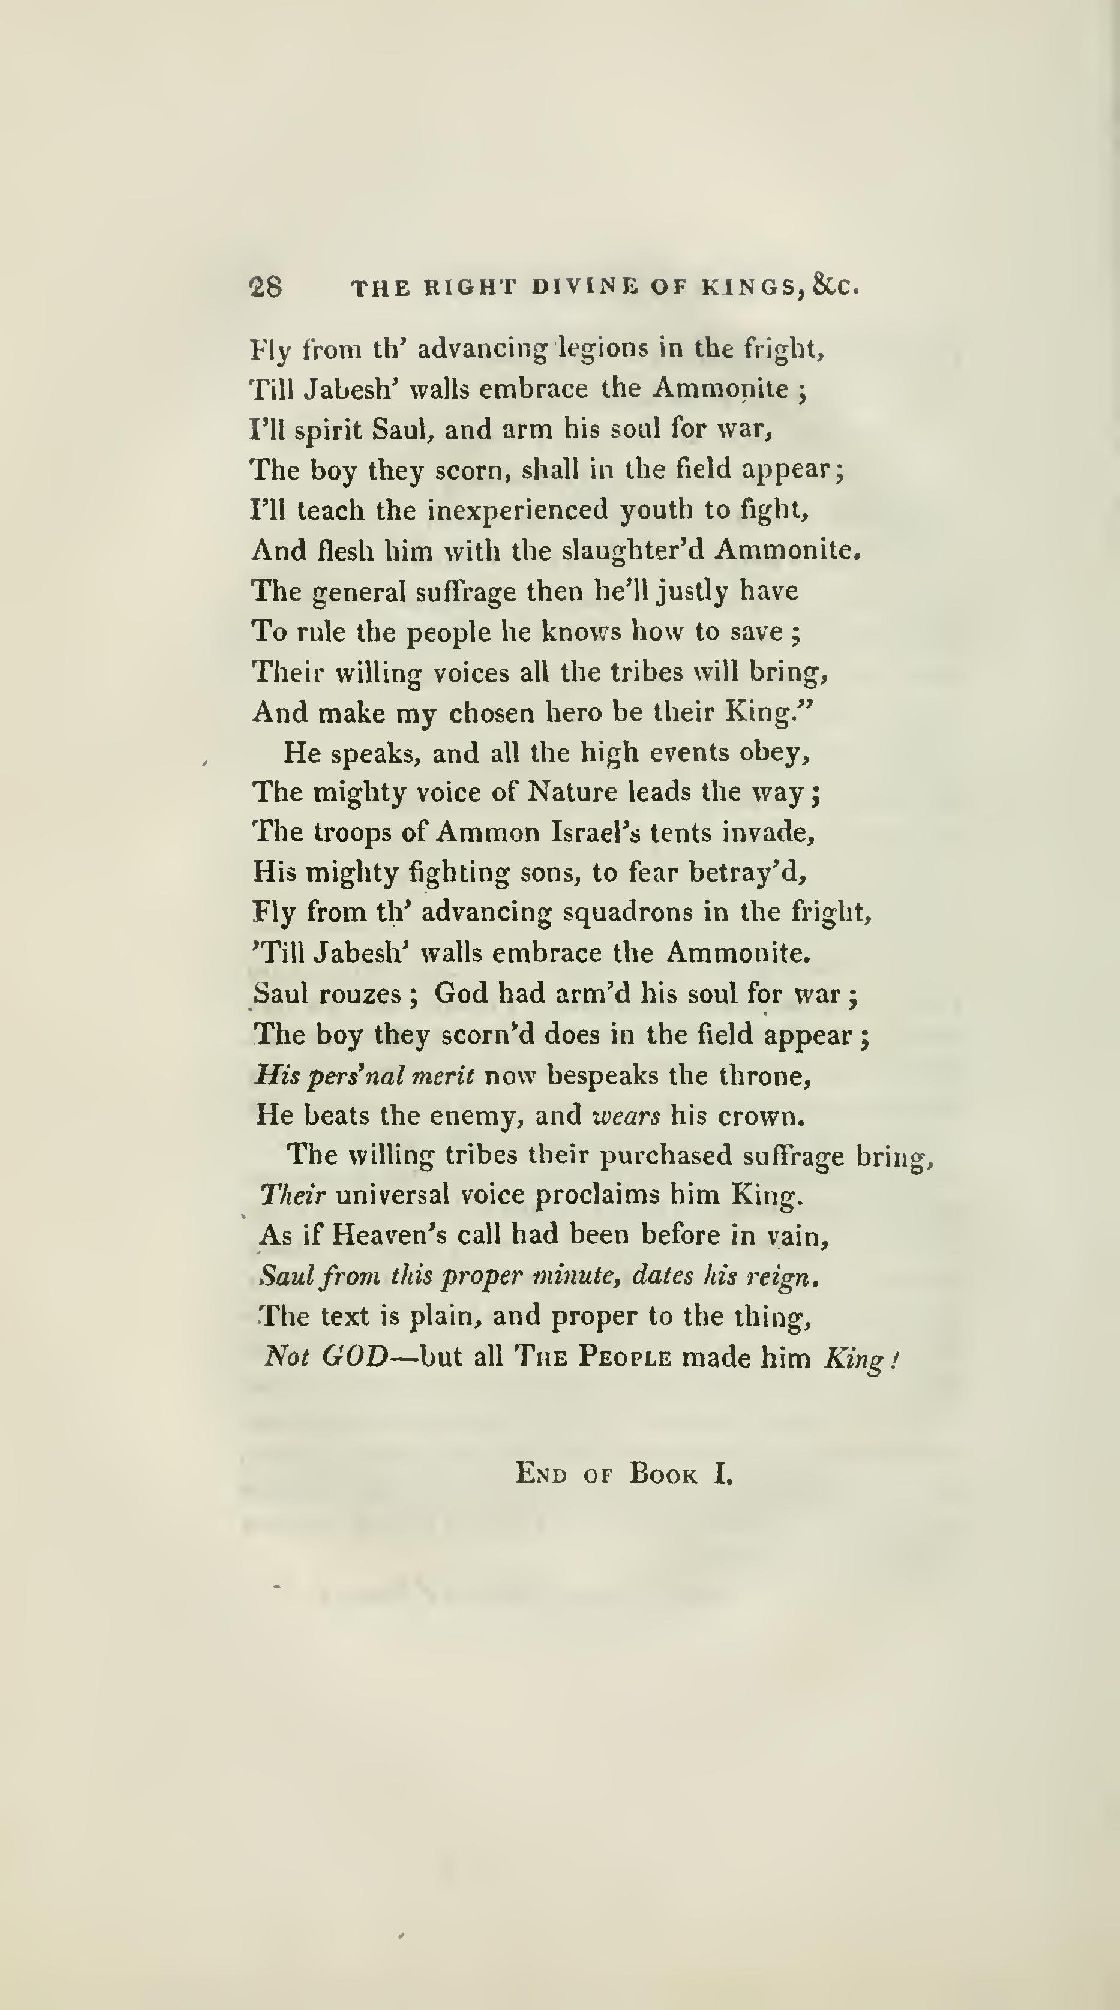 28 THE RIGHT DIVINE OF KINGS, &c.
Fly from th' advancing legions in the fright,
Till Jabesh' walls embrace the Ammonite ;
I'll spirit Saul, and arm his soul for war,
The boy they scorn, shall in the field appear;
I'll teach the inexperienced youth to fight,
And flesh him with the slaughter'd Ammonite.
The general suffrage then he'll justly have
To rule the people he knows how to save ;
Their willing voices all the tribes will bring,
And make my chosen hero be their King."
He speaks, and all the high events obey,
The mighty voice of Nature leads the way ;
The troops of Ammon Israel's tents invade,
His mighty fighting sons, to fear betray'd,
Fly from th' advancing squadrons in the fright,
'Till Jabesh' walls embrace the Ammonite.
Saul rouzes ; God had arm'd his soul for war ;
The boy they scorn'd does in the field appear ;
His pers'nal merit now bespeaks the throne,
He beats the enemy, and wears his crown.
The willing tribes their purchased suffrage bring,
Their universal voice proclaims him King.
As if Heaven's call had been before in vain,
Saul from this proper minute, dates his reign.
The text is plain, and proper to the thing,
Not GOD—but all THE PEOPLE made him King !
END OF BOOK I.